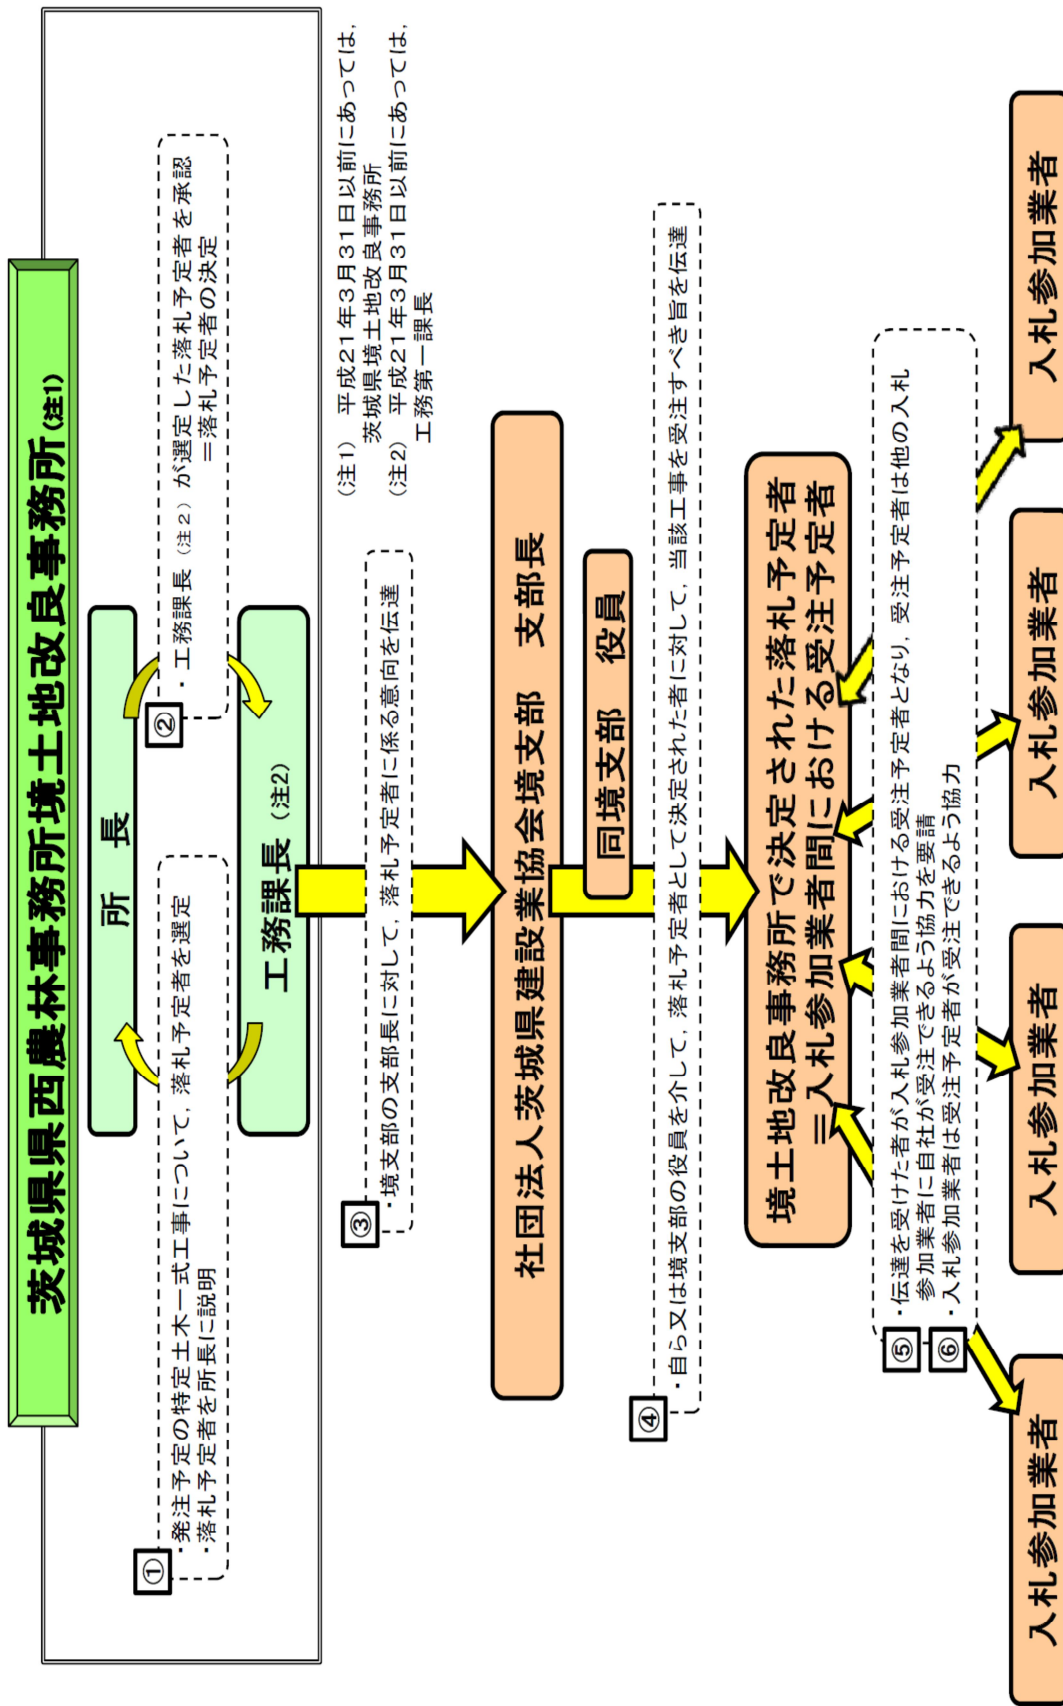 茨城県県西農林事務所境土地改良事務所(注1)
所　長
①
・発注予定の特定土木一式工事について，落札予定者を選定
・落札予定者を所長に説明
②
・工務課長（注２）が選定した落札予定者を承認
＝落札予定者の決定
工務課長（注2）
(注1)　平成21年3月31日以前にあっては，
茨城県境土地改良事務所
(注2)　平成21年3月31日以前にあっては，
工務第一課長
③
・境支部の支部長に対して，落札予定者に係る意向を伝達
社団法人茨城県建設業協会境支部　支部長
同境支部　役員
④
・自ら又は境支部の役員を介して，落札予定者として決定された者に対して，当該工事を受注すべき旨を伝達
境土地改良事務所で決定された落札予定者
＝入札参加業者間における受注予定者
⑤
・伝達を受けた者が入札参加業者間における受注予定者となり，受注予定者は他の入札
参加業者に自社が受注できるよう協力を要請
⑥
・入札参加業者は受注予定者が受注できるよう協力
入札参加業者
入札参加業者
入札参加業者
入札参加業者